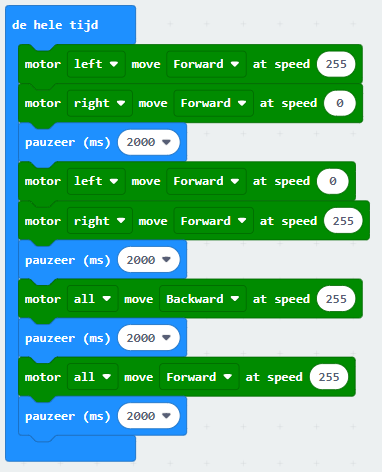 de hele tijd
motor left move Forward at speed 255
motor right move Forward at speed 0
pauzeer (ms) 2000
motor left move Forward at speed 0
motor right move Forward at speed 255
pauzeer (ms) 2000
motor all move Backward at speed 255
pauzeer (ms) 2000
motor all move Forward at speed 255
pauzeer (ms) 2000